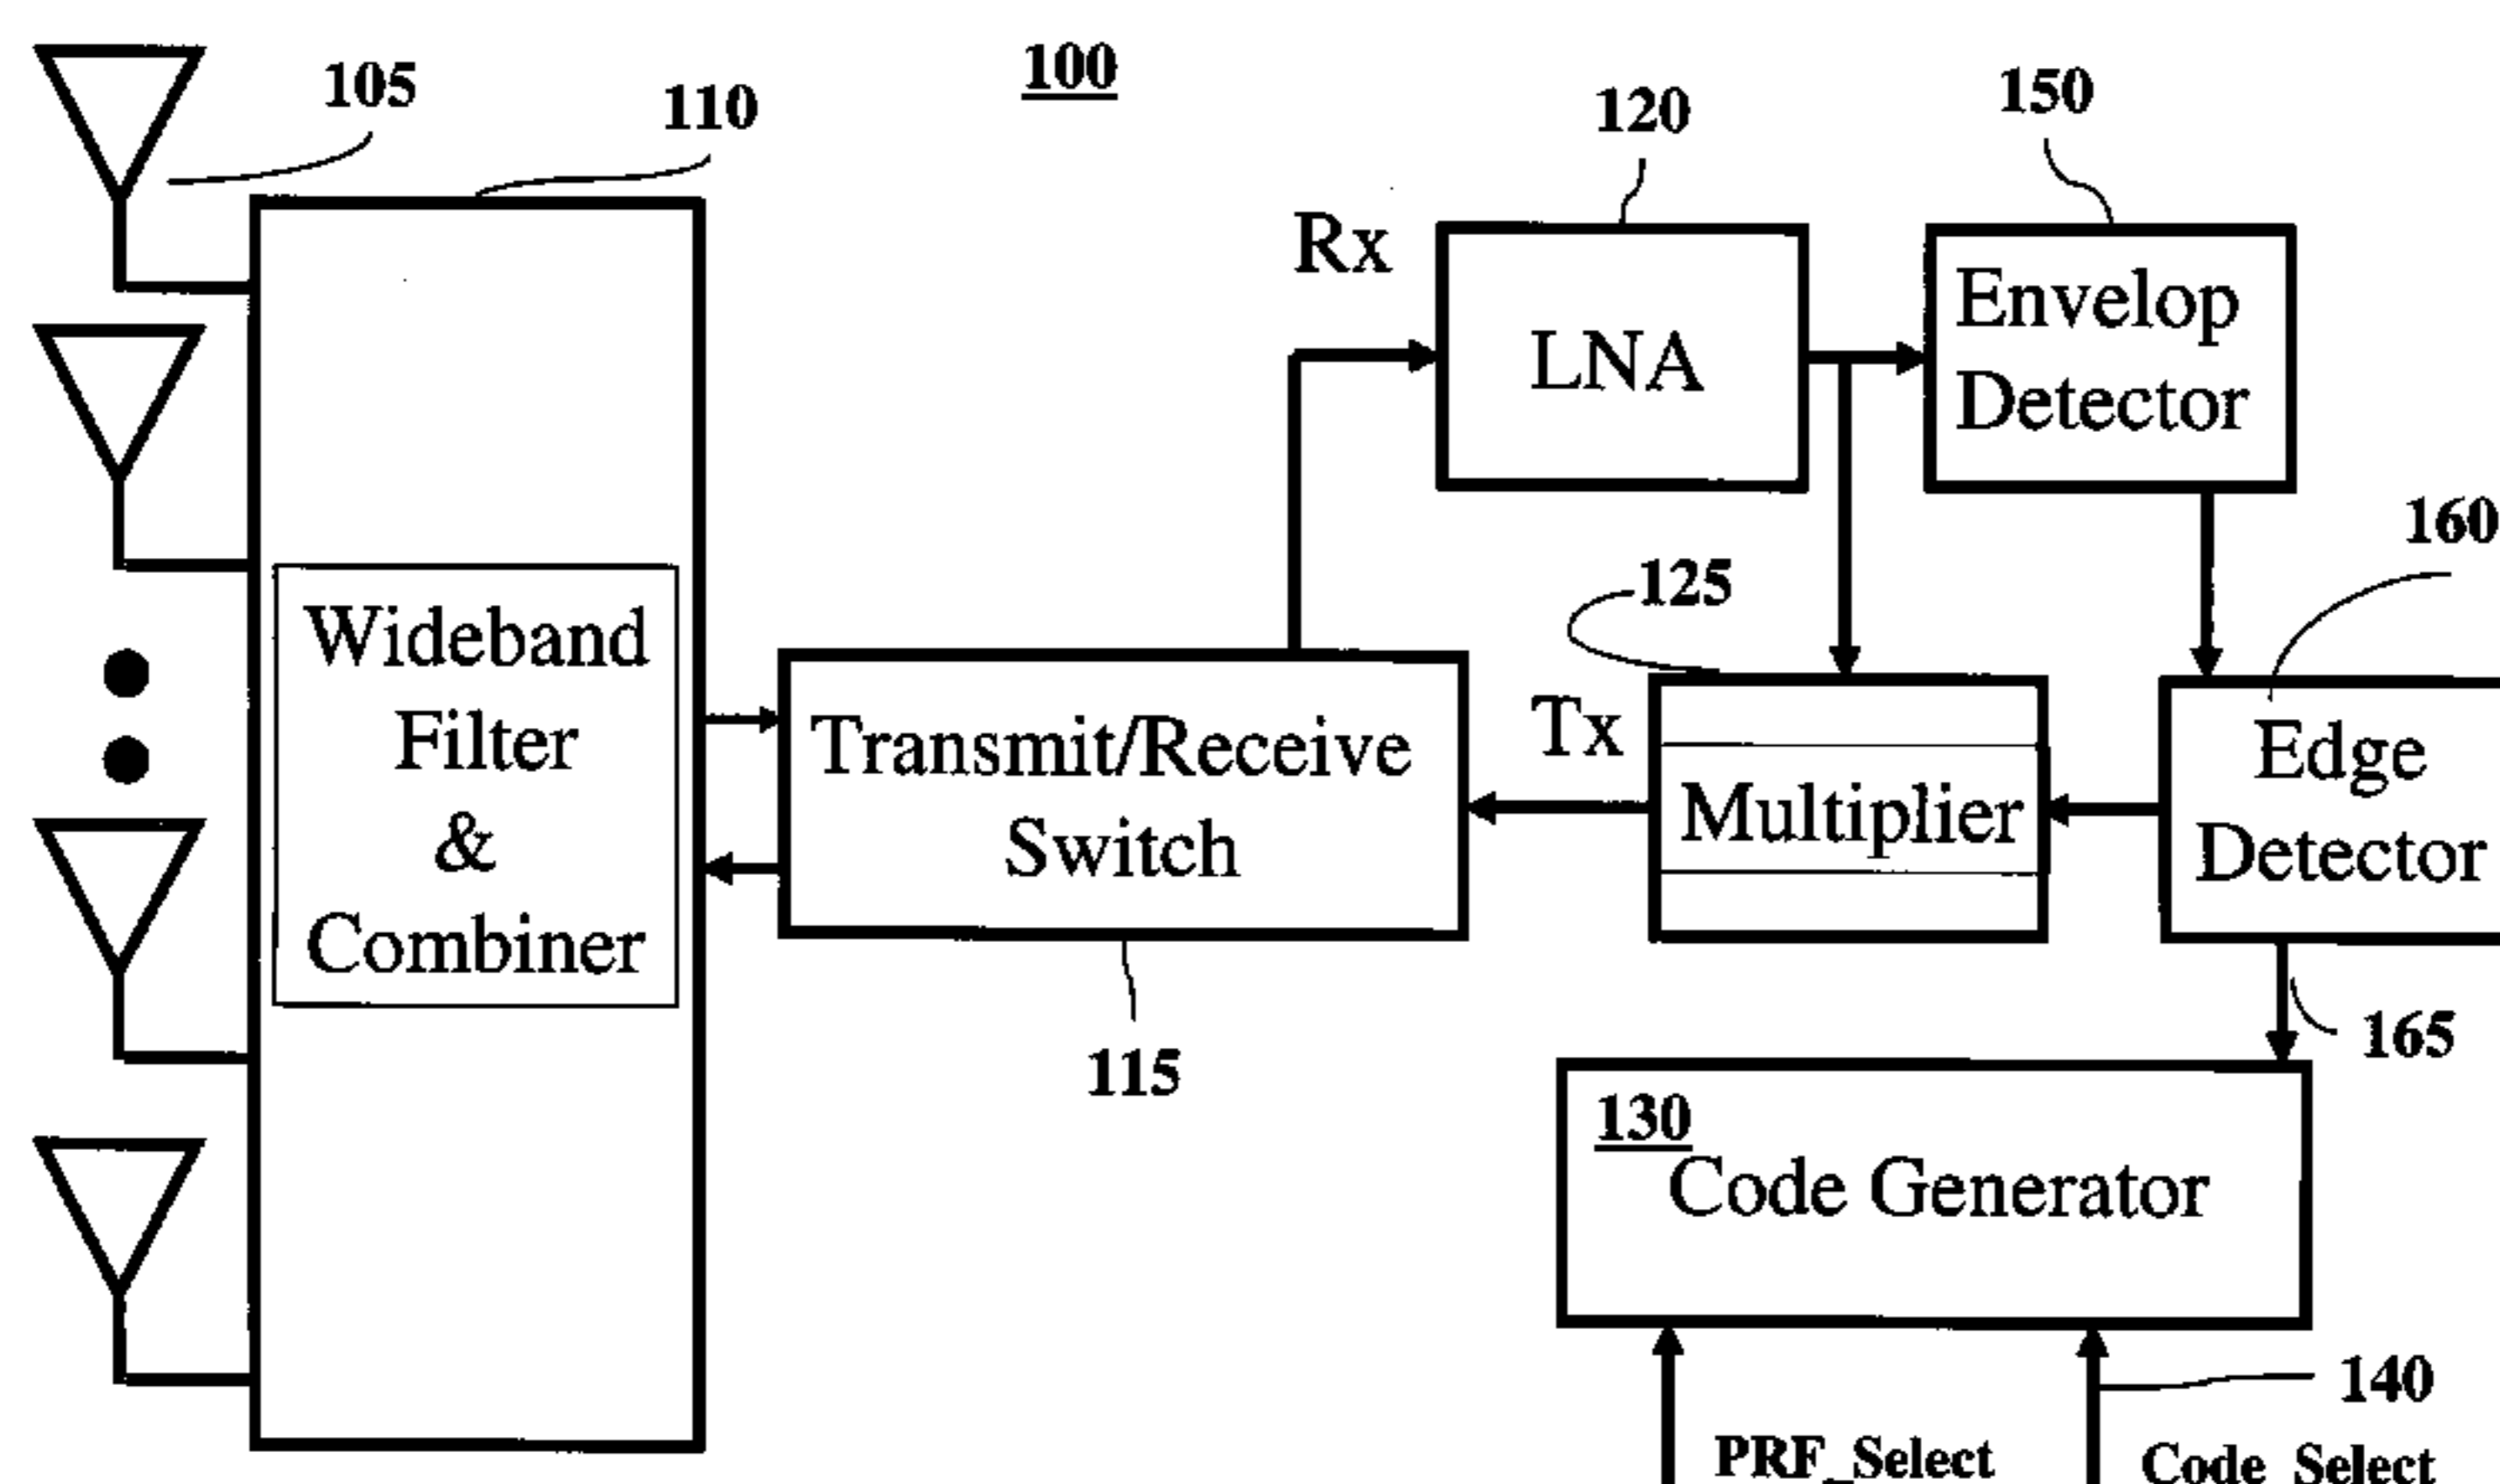 100
105
110
120
150
Rx
LNA
Envelop
Detector
160
125
Wideband
Filter
&
Combiner
Transmit/Receive
Switch
Tx
Multiplier
Edge
Detector
115
165
130
Code Generator
140
PRF_Select
Code_Select